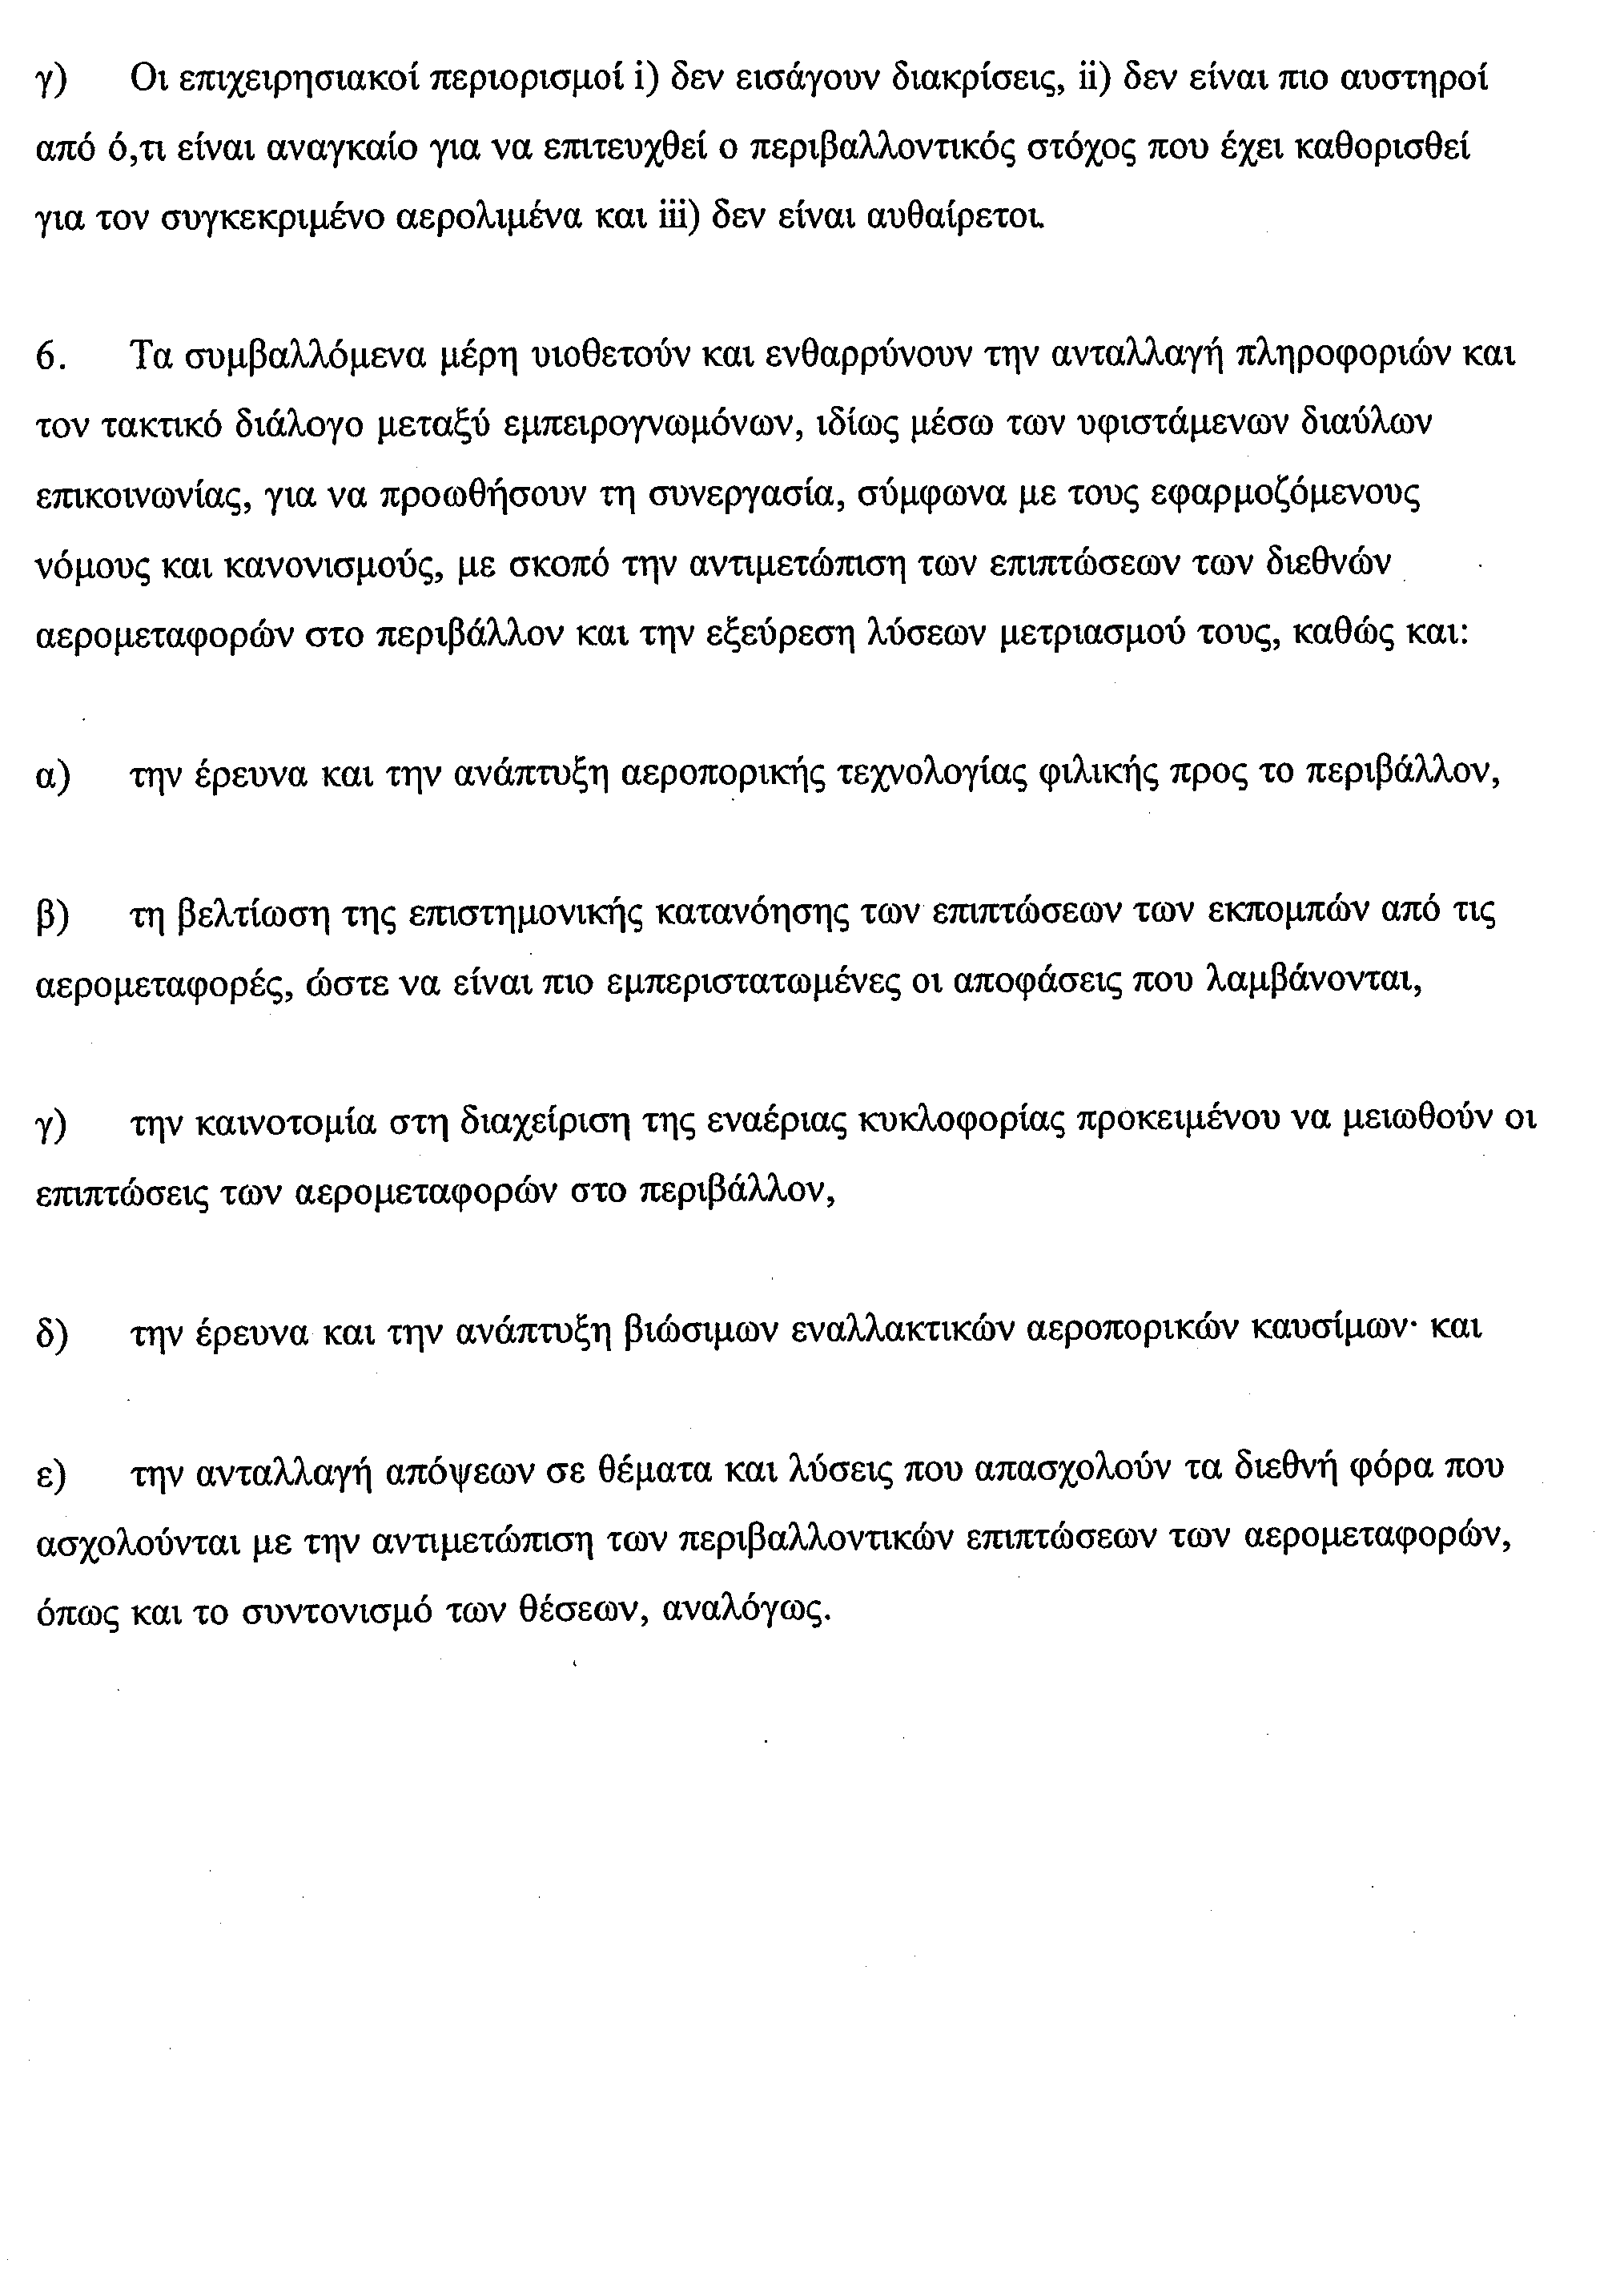 γ) Οι επιχειρησιακοί περιορισμοί i) δεν εισάγουν διακρίσεις, ii) δεν είναι πιο αυστηροί
από ό,τι είναι αναγκαίο για να επιτευχθεί ο περιβαλλοντικός στόχος που έχει καθορισθεί
για τον συγκεκριμένο αερολιμένα και iii) δεν είναι αυθαίρετοι.
6. Τα συμβαλλόμενα μέρη υιοθετούν και ενθαρρύνουν την ανταλλαγή πληροφοριών και
τον τακτικό διάλογο μεταξύ εμπειρογνωμόνων, ιδίως μέσω των υφιστάμενων διαύλων
επικοινωνίας, για να προωθήσουν τη συνεργασία, σύμφωνα με τους εφαρμοζόμενους
νόμους και κανονισμούς, με σκοπό την αντιμετώπιση των επιπτώσεων των διεθνών
αερομεταφορών στο περιβάλλον και την εξεύρεση λύσεων μετριασμού τους, καθώς και:
α) την έρευνα και την ανάπτυξη αεροπορικής τεχνολογίας φιλικής προς το περιβάλλον,
β) τη βελτίωση της επιστημονικής κατανόησης των επιπτώσεων των εκπομπών από τις
αερομεταφορές, ώστε να είναι πιο εμπεριστατωμένες οι αποφάσεις που λαμβάνονται,
γ) την καινοτομία στη διαχείριση της εναέριας κυκλοφορίας προκειμένου να μειωθούν οι
επιπτώσεις των αερομεταφορών στο περιβάλλον,
δ) την έρευνα και την ανάπτυξη βιώσιμων εναλλακτικών αεροπορικών καυσίμων· και
ε) την ανταλλαγή απόψεων σε θέματα και λύσεις που απασχολούν τα διεθνή φόρα που
ασχολούνται με την αντιμετώπιση των περιβαλλοντικών επιπτώσεων των αερομεταφορών,
όπως και το συντονισμό των θέσεων, αναλόγως.